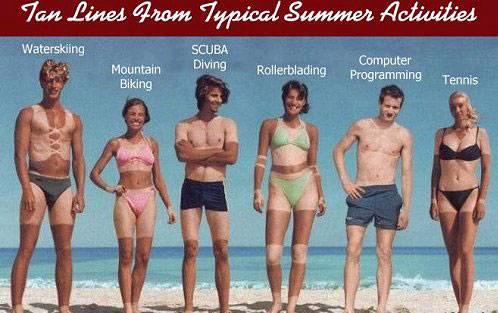 Tan Lines From Typical Summer Activities
Waterskiing
Mountain
Biking
SCUBA
Diving
Rollerblading
Computer
Programming
Tennis